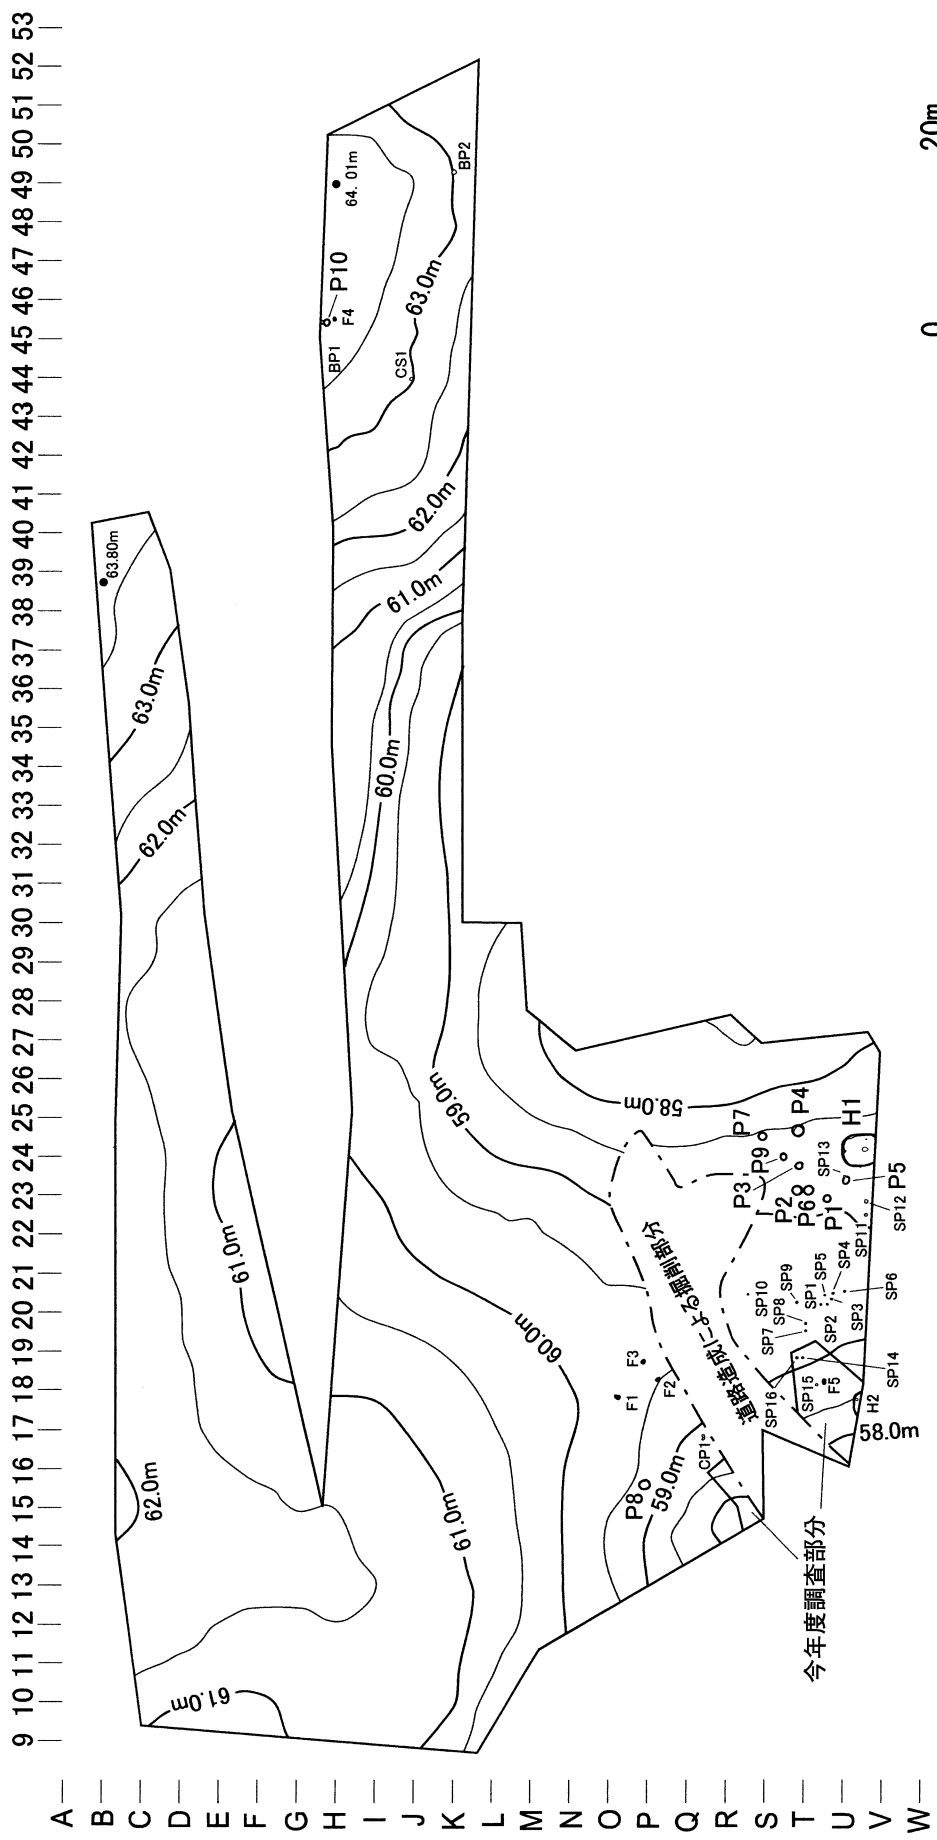 53
52
51
50
49
48
47
46
45
44
43
42
41
40
39
38
37
36
35
34
33
32
31
30
29
28
27
26
25
24
23
22
21
20
19
18
17
16
15
14
13
12
11
10
9
A
B
C
D
E
F
G
H
I
J
K
L
M
N
O
P
Q
R
S
T
U
V
W
20m
0
64.01m
P10
F4
BP1
BP2
CS1
63.0m
62.0m
61.0m
60.0m
59.0m
58.0m
63.80m
63.0m
62.0m
61.0m
62.0m
61.0m
61.0m
60.0m
59.0m
58.0m
道路造成による掘削部分
今年度調査部分
P7
P4
H1
P9
P3
SP13
P5
P2
P6
P1
SP12
SP11
SP10
SP9
SP8
SP7
SP1
SP5
SP4
SP6
SP2
SP3
SP14
SP15
SP16
F5
H2
F1
F2
F3
CP1
P8